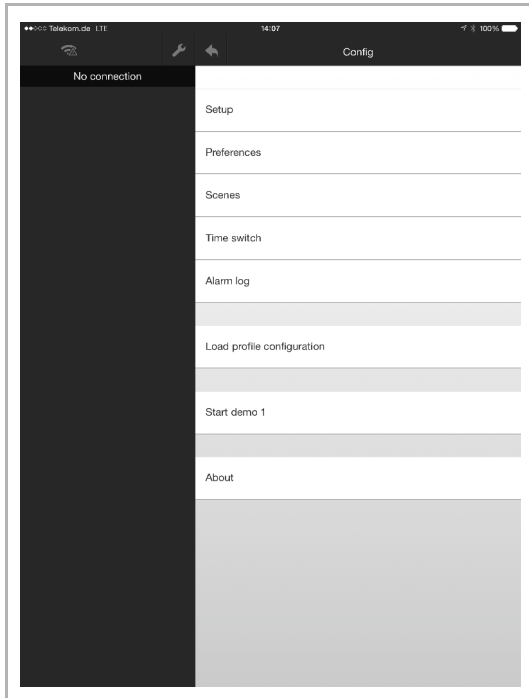 Telekom.de LTE 14:07 100%
Config
No connection
Setup
Preferences
Scenes
Time switch
Alarm log
Load profile configuration
Start demo 1
About